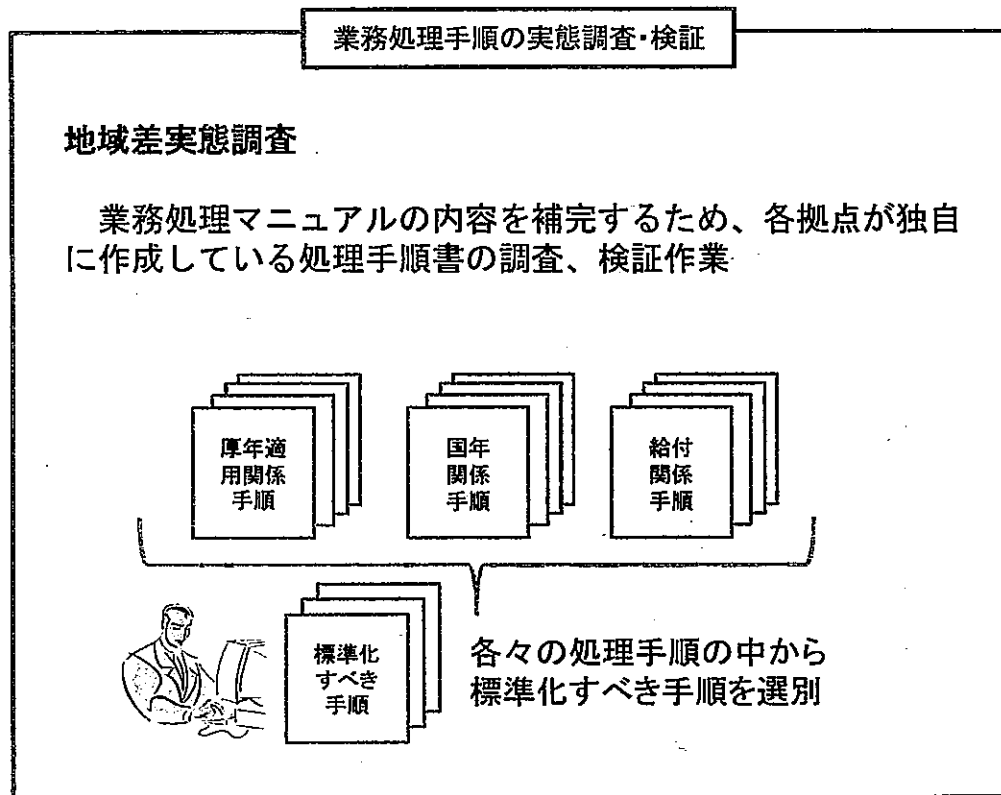 業務処理手順の実態調査・検証
地域差実態調査
業務処理マニュアルの内容を補完するため、各拠点が独自
に作成している処理手順書の調査、検証作業
厚年適
用関係
手順
国年
関係
手順
給付
関係
手順
標準化
すべき
手順
各々の処理手順の中から
標準化すべき手順を選別